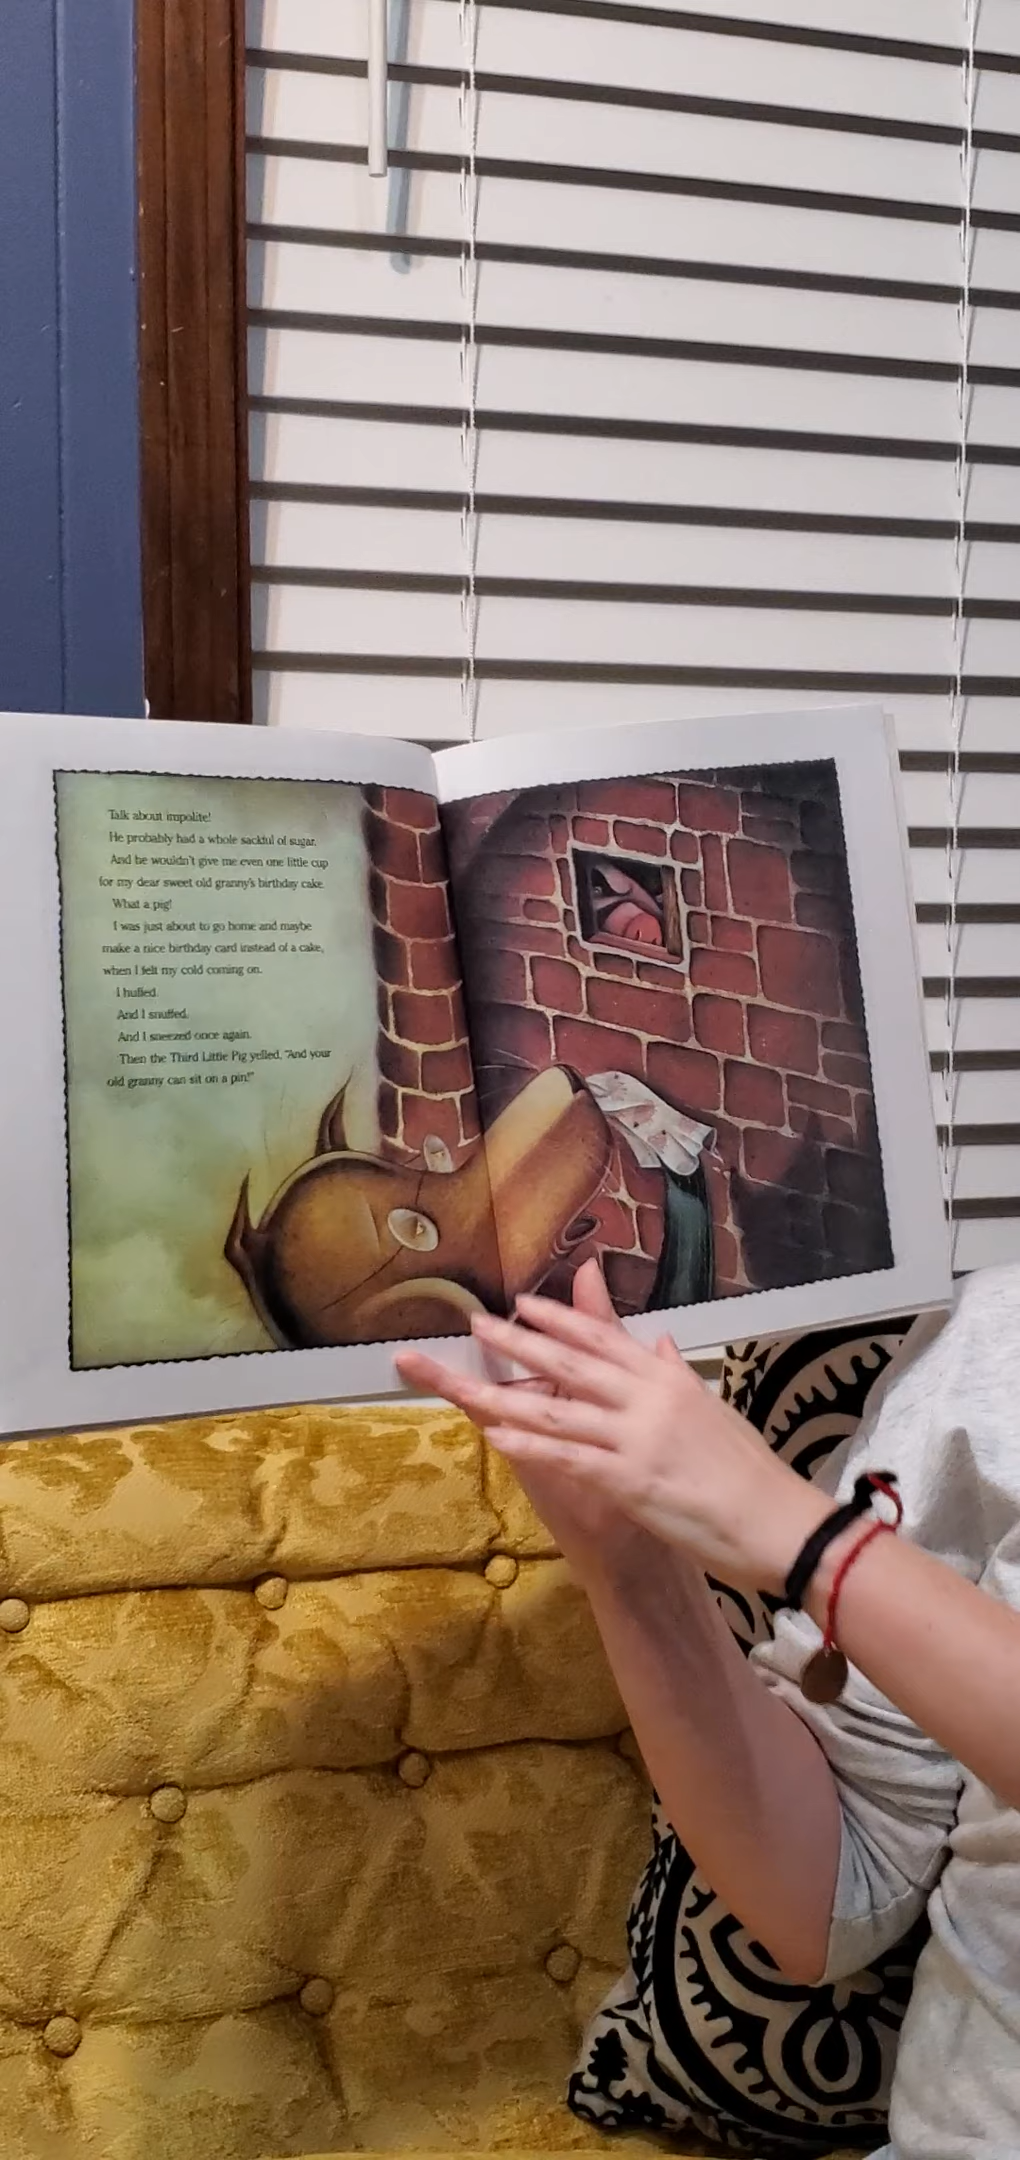 Talk about impolite!
He probably had a whole sackful of sugar.
And he wouldn't give me even one little cup
for my dear sweet old granny's birthday cake.
What a pig!
I was just about to go home and maybe
make a nice birthday card instead of a cake,
when I felt my cold coming on.
I huffed.
And I snuffed.
And I sneezed once again.
Then the Third Little Pig yelled, "And your
old granny can sit on a pin!"